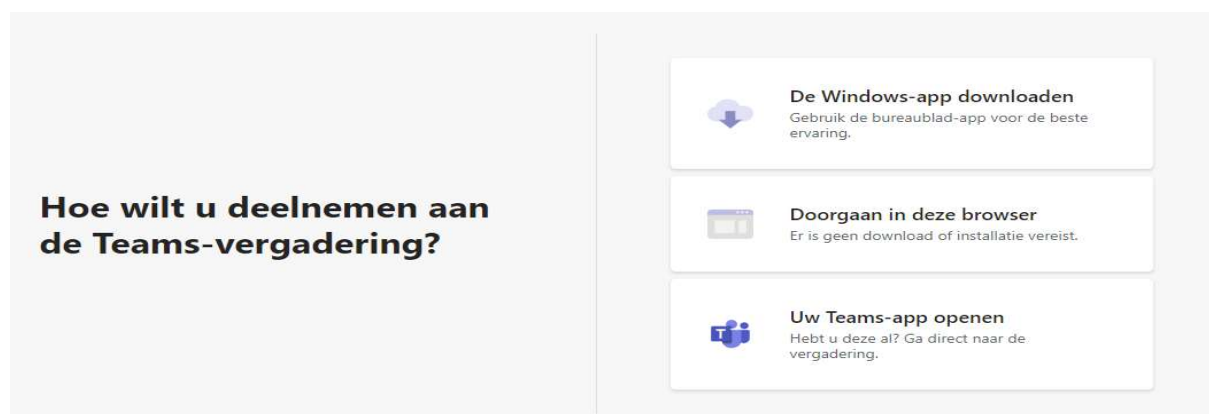 Hoe wilt u deelnemen aan
de Teams-vergadering?
De Windows-app downloaden
Gebruik de bureaublad-app voor de beste
ervaring.
Doorgaan in deze browser
Er is geen download of installatie vereist.
Uw Teams-app openen
Hebt u deze al? Ga direct naar de
vergadering.